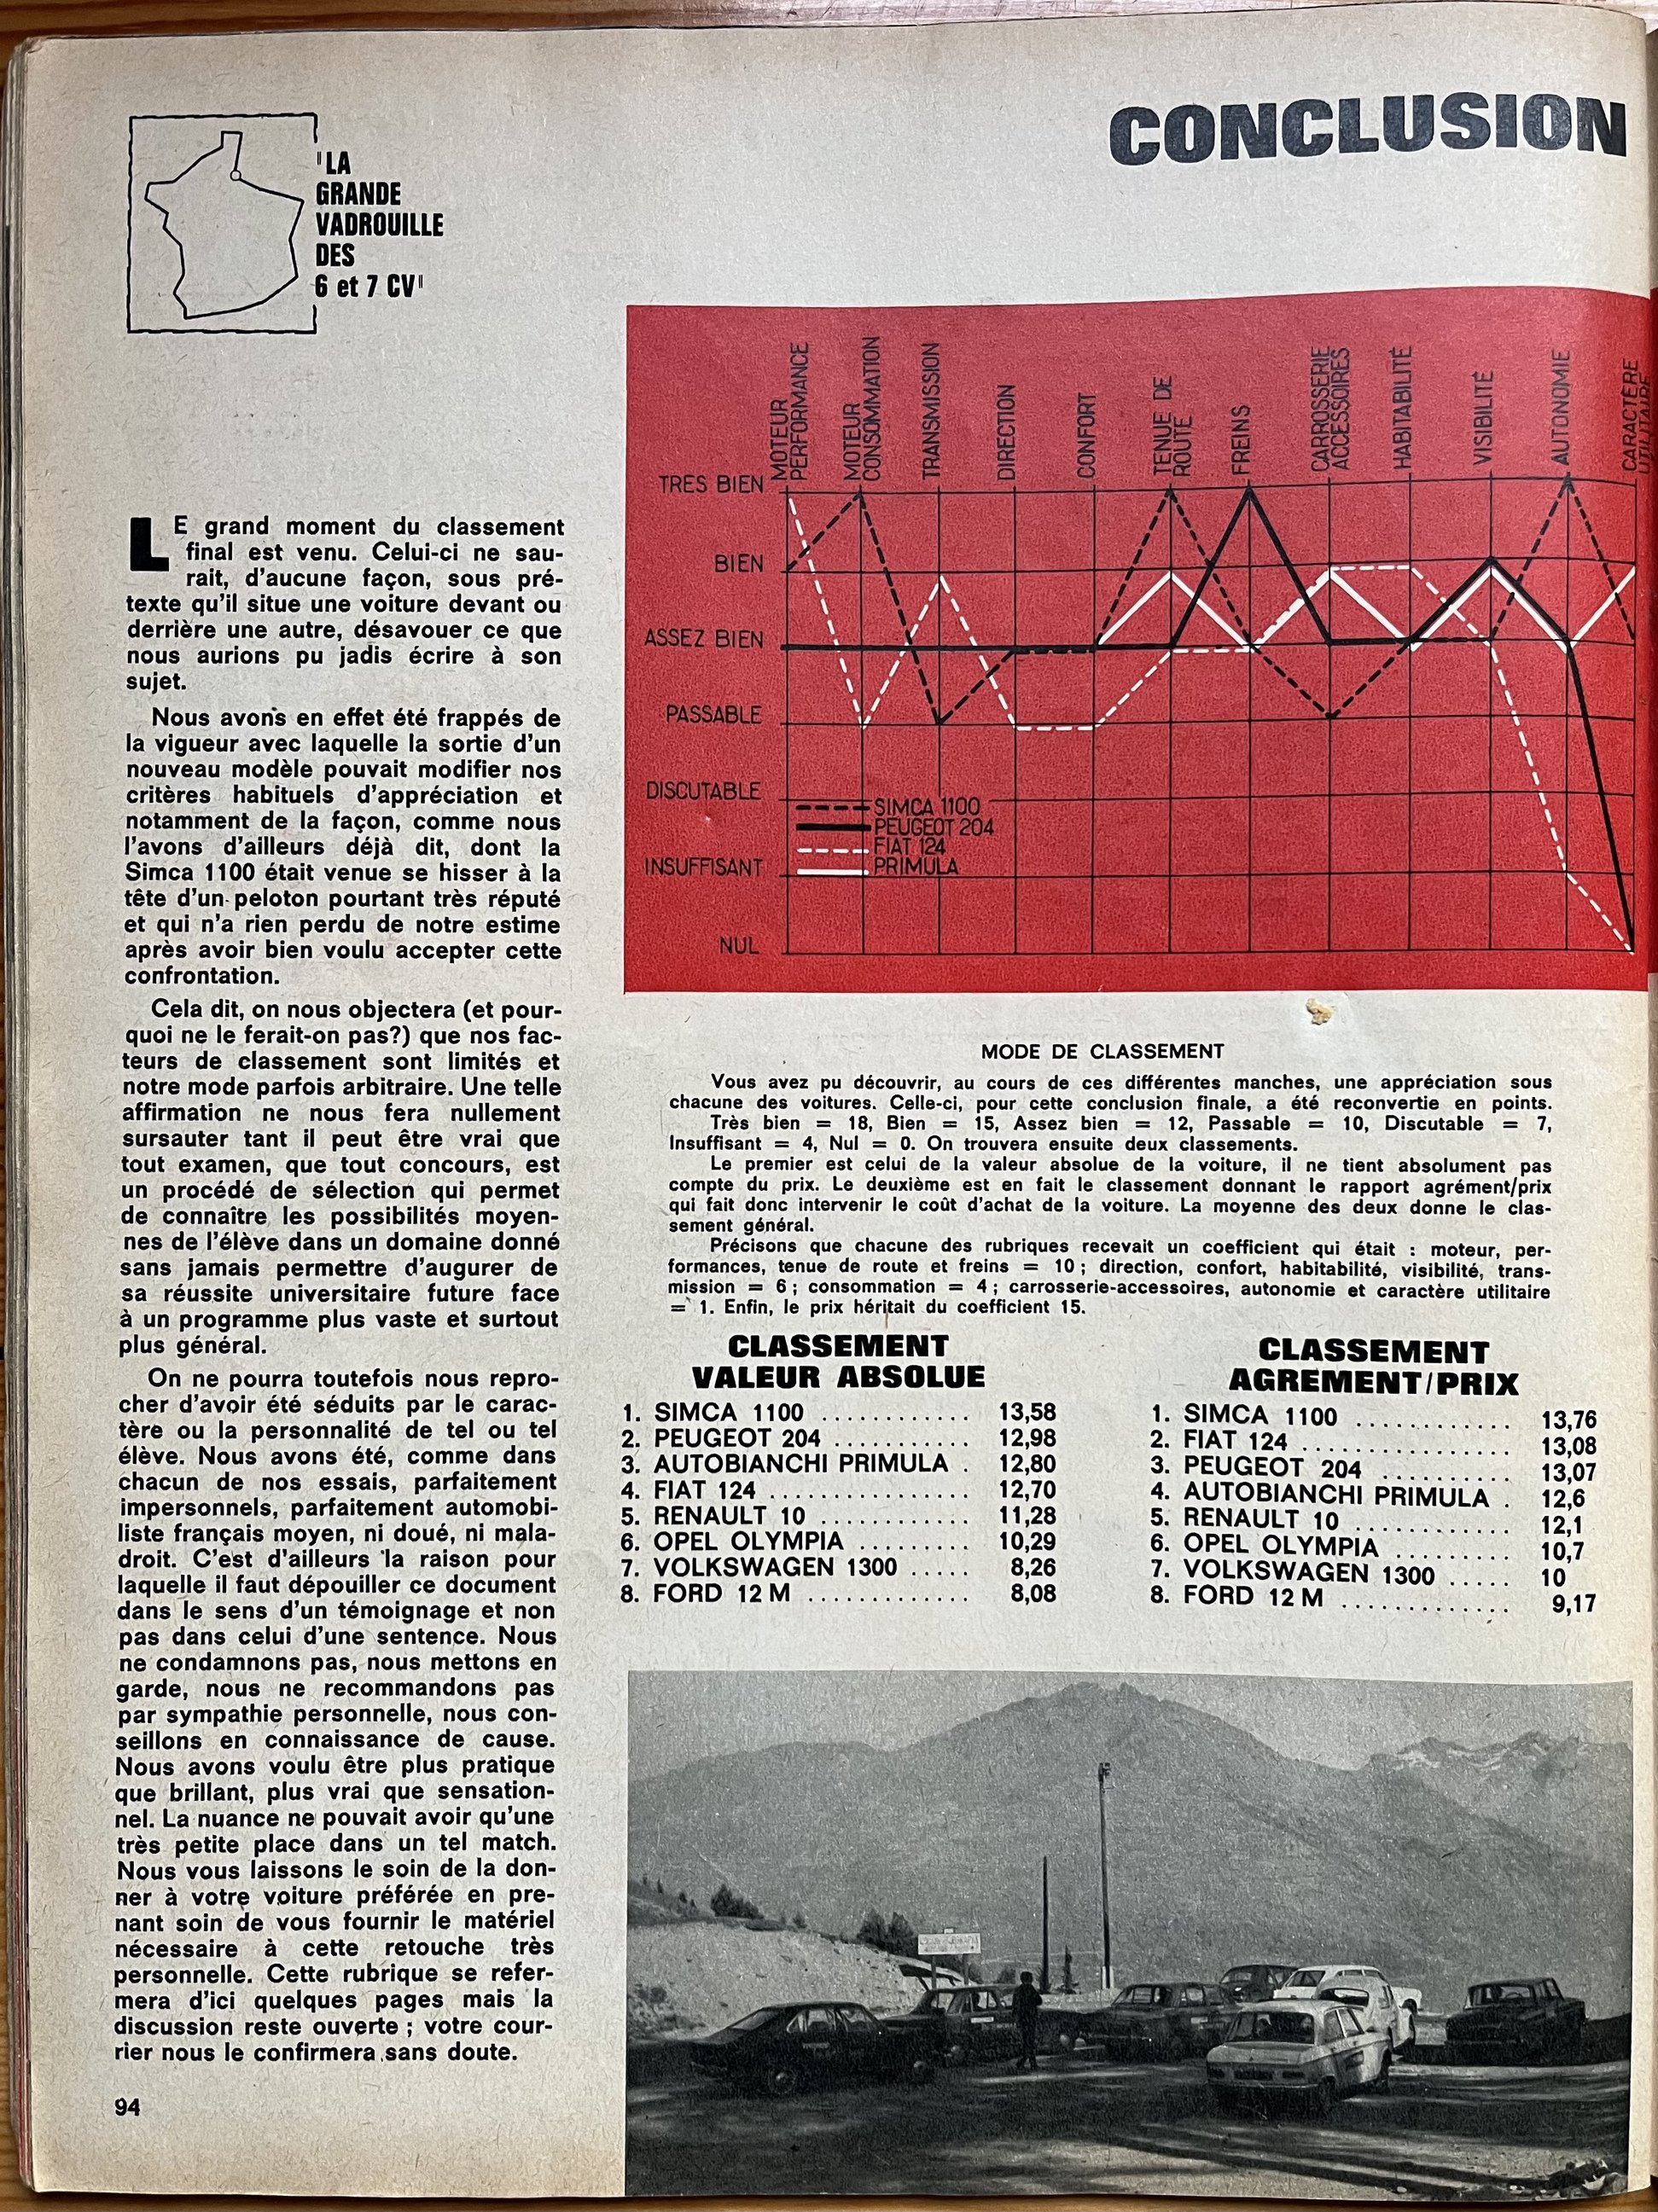 CONCLUSION
"LA
GRANDE
VADROUILLE
DES
6 et 7 CV"
LE grand moment du classement
final est venu. Celui-ci ne sau-
rait, d'aucune façon, sous pré-
texte qu'il situe une voiture devant ou
derrière une autre, désavouer ce que
nous aurions pu jadis écrire à son
sujet.
Nous avons en effet été frappés de
la vigueur avec laquelle la sortie d'un
nouveau modèle pouvait modifier nos
critères habituels d'appréciation et
notamment de la façon, comme nous
l'avons d'ailleurs déjà dit, dont la
Simca 1100 était venue se hisser à la
tête d'un peloton pourtant très réputé
et qui n'a rien perdu de notre estime
après avoir bien voulu accepter cette
confrontation.
Cela dit, on nous objectera (et pour-
quoi ne le ferait-on pas?) que nos fac-
teurs de classement sont limités et
notre mode parfois arbitraire. Une telle
affirmation ne nous fera nullement
sursauter tant il peut être vrai que
tout examen, que tout concours, est
un procédé de sélection qui permet
de connaître les possibilités moyen-
nes de l'élève dans un domaine donné
sans jamais permettre d'augurer de
sa réussite universitaire future face
à un programme plus vaste et surtout
plus général.
On ne pourra toutefois nous repro-
cher d'avoir été séduits par le carac-
tère ou la personnalité de tel ou tel
élève. Nous avons été, comme dans
chacun de nos essais, parfaitement
impersonnels, parfaitement automobi-
liste français moyen, ni doué, ni mala-
droit. C'est d'ailleurs la raison pour
laquelle il faut dépouiller ce document
dans le sens d'un témoignage et non
pas dans celui d'une sentence. Nous
ne condamnons pas, nous mettons en
garde, nous ne recommandons pas
par sympathie personnelle, nous con-
seillons en connaissance de cause.
Nous avons voulu être plus pratique
que brillant, plus vrai que sensation-
nel. La nuance ne pouvait avoir qu'une
très petite place dans un tel match.
Nous vous laissons le soin de la don-
ner à votre voiture préférée en pre-
nant soin de vous fournir le matériel
nécessaire à cette retouche très
personnelle. Cette rubrique se refer-
mera d'ici quelques pages mais la
discussion reste ouverte ; votre cour-
rier nous le confirmera sans doute.
94
MOTEUR
PERFORMANCE
MOTEUR
CONSOMMATION
TRANSMISSION
DIRECTION
CONFORT
TENUE DE
ROUTE
FREINS
CARROSSERIE
ACCESSOIRES
HABITABILITÉ
VISIBILITÉ
AUTONOMIE
CARACTÈRE
UTILITAIRE
TRES BIEN
BIEN
ASSEZ BIEN
PASSABLE
DISCUTABLE
INSUFFISANT
NUL
SIMCA 1100
PEUGEOT 204
FIAT 124
PRIMULA
MODE DE CLASSEMENT
Vous avez pu découvrir, au cours de ces différentes manches, une appréciation sous
chacune des voitures. Celle-ci, pour cette conclusion finale, a été reconvertie en points.
Très bien = 18, Bien = 15, Assez bien = 12, Passable = 10, Discutable = 7,
Insuffisant = 4, Nul = 0. On trouvera ensuite deux classements.
Le premier est celui de la valeur absolue de la voiture, il ne tient absolument pas
compte du prix. Le deuxième est en fait le classement donnant le rapport agrément/prix
qui fait donc intervenir le coût d'achat de la voiture. La moyenne des deux donne le clas-
sement général.
Précisons que chacune des rubriques recevait un coefficient qui était : moteur, per-
formances, tenue de route et freins = 10 ; direction, confort, habitabilité, visibilité, trans-
mission = 6 ; consommation = 4 ; carrosserie-accessoires, autonomie et caractère utilitaire
= 1. Enfin, le prix héritait du coefficient 15.
CLASSEMENT
VALEUR ABSOLUE
1. SIMCA 1100 ............ 13,58
2. PEUGEOT 204 ........... 12,98
3. AUTOBIANCHI PRIMULA . 12,80
4. FIAT 124 ................ 12,70
5. RENAULT 10 ............ 11,28
6. OPEL OLYMPIA ......... 10,29
7. VOLKSWAGEN 1300 ..... 8,26
8. FORD 12 M ............. 8,08
CLASSEMENT
AGREMENT/PRIX
1. SIMCA 1100 ............ 13,76
2. FIAT 124 ................ 13,08
3. PEUGEOT 204 .......... 13,07
4. AUTOBIANCHI PRIMULA . 12,6
5. RENAULT 10 ............ 12,1
6. OPEL OLYMPIA ......... 10,7
7. VOLKSWAGEN 1300 ..... 10
8. FORD 12 M ............. 9,17